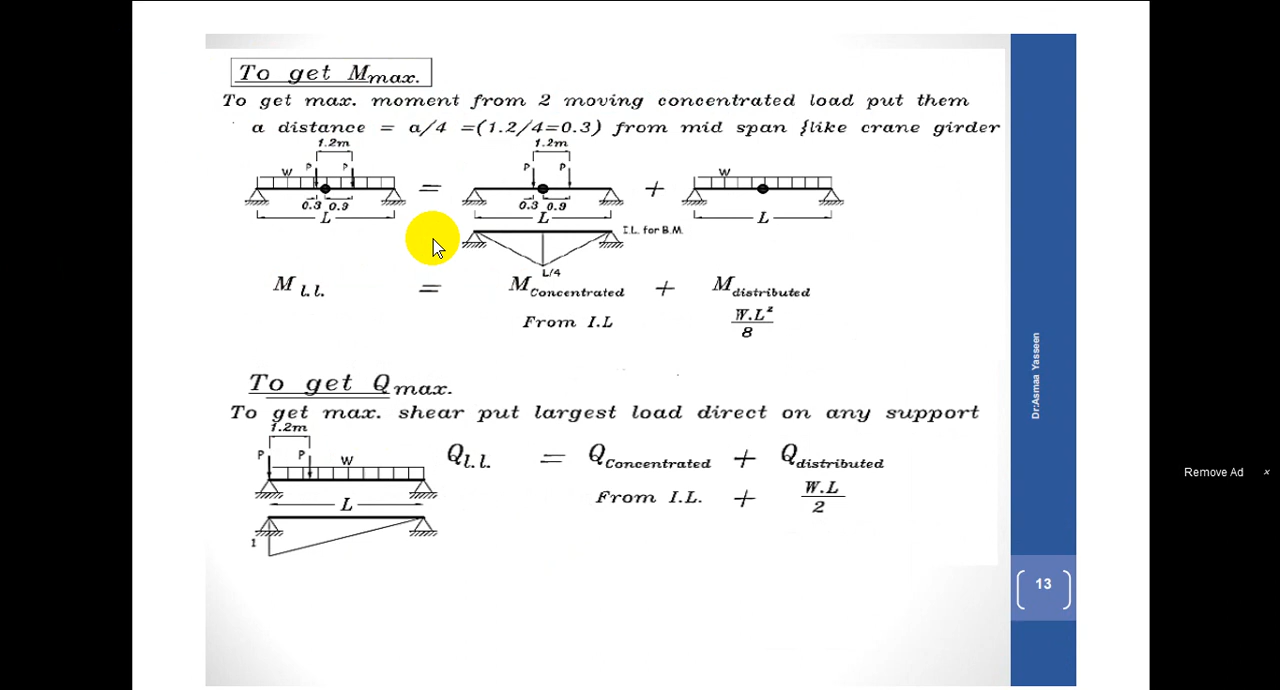 To get Mmax.
To get max. moment from 2 moving concentrated load put them
a distance = a/4 =(1.2/4=0.3) from mid span {like crane girder
1.2m
1.2m
P P
P P
W
W
=
+
0.3 0.9
0.3 0.9
L
L
L
I.L. for B.M.
L/4
M l.l. = MConcentrated + Mdistributed
From I.L
W.L²
8
To get Qmax.
To get max. shear put largest load direct on any support
1.2m
P P W
Ql.l. = QConcentrated + Qdistributed
From I.L. + W.L
2
L
1
Dr:Asmaa Yasseen
13
Remove Ad ×